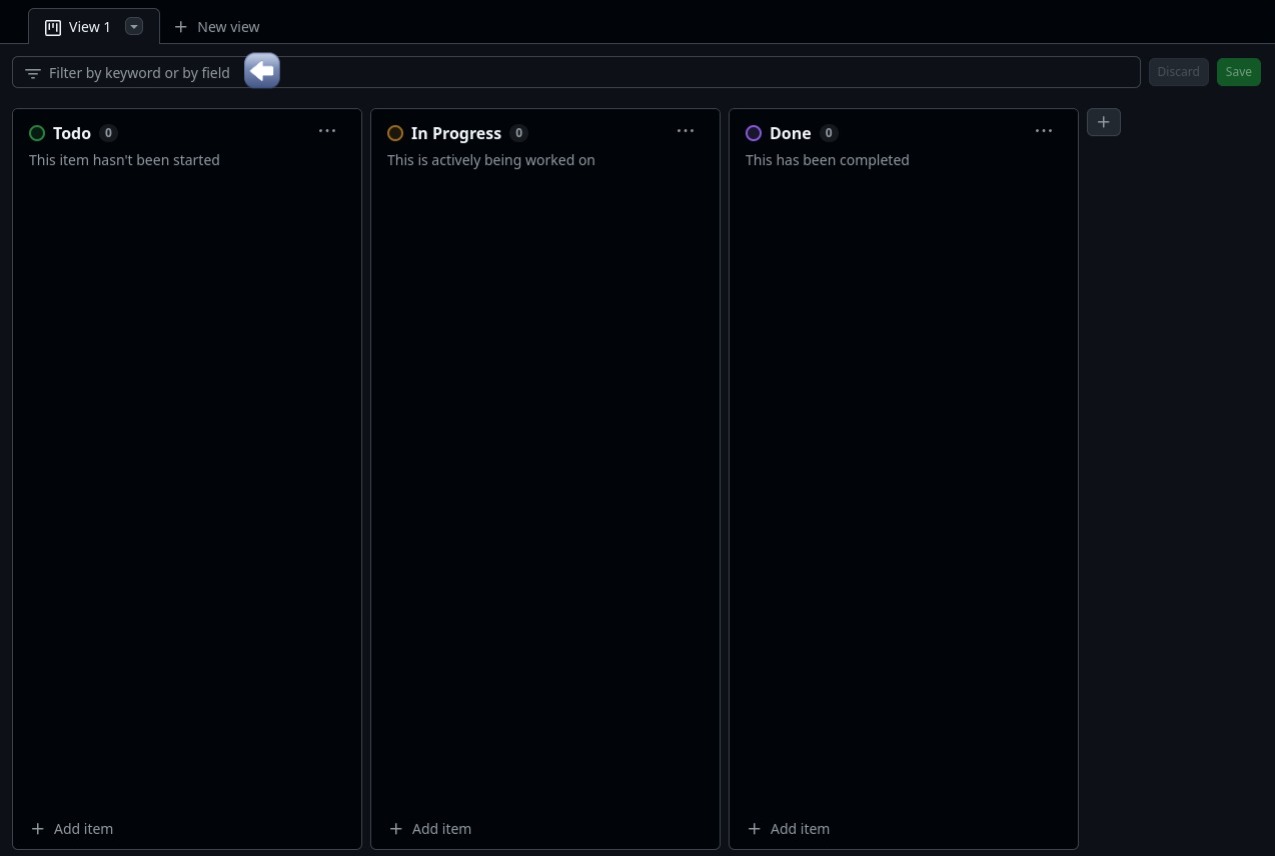 View 1
New view
Filter by keyword or by field
Discard
Save
Todo 0
This item hasn't been started
In Progress 0
This is actively being worked on
Done 0
This has been completed
Add item
Add item
Add item